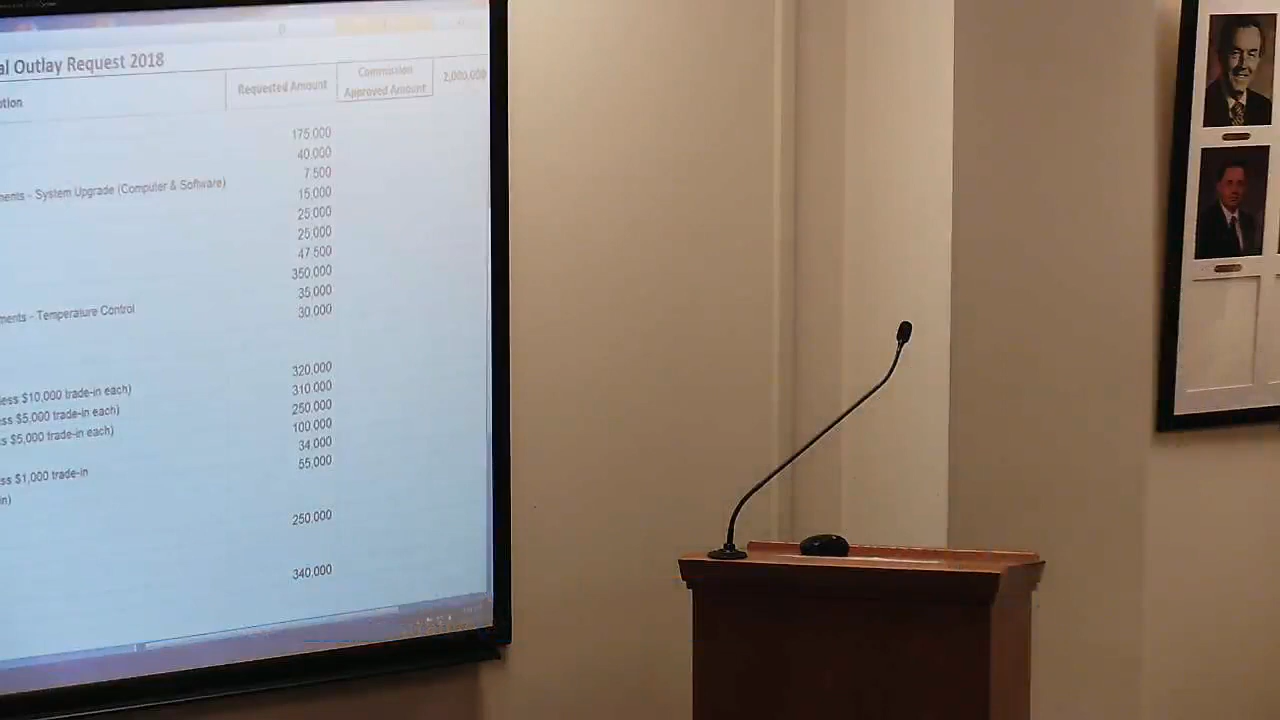 al Outlay Request 2018
ption
Requested Amount
Commission
Approved Amount
2,000,000
175,000
40,000
7,500
ments - System Upgrade (Computer & Software)
15,000
25,000
25,000
47,500
350,000
35,000
ments - Temperature Control
30,000
320,000
less $10,000 trade-in each)
310,000
ss $5,000 trade-in each)
250,000
s $5,000 trade-in each)
100,000
34,000
ss $1,000 trade-in
55,000
in)
250,000
340,000